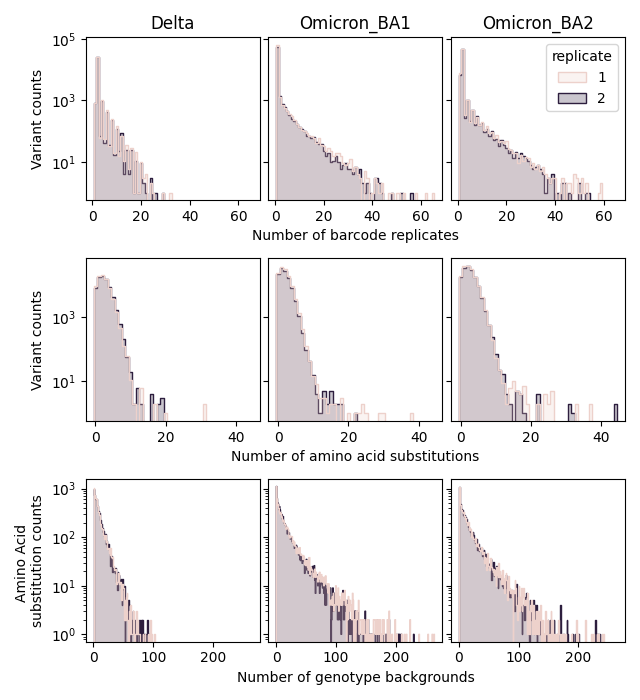 Delta Omicron_BA1 Omicron_BA2
replicate
1
2
Variant counts
10^5
10^3
10^1
0 20 40 60 0 20 40 60 0 20 40 60
Number of barcode replicates
Variant counts
10^3
10^1
0 20 40 0 20 40 0 20 40
Number of amino acid substitutions
Amino Acid
substitution counts
10^3
10^2
10^1
10^0
0 100 200 0 100 200 0 100 200
Number of genotype backgrounds